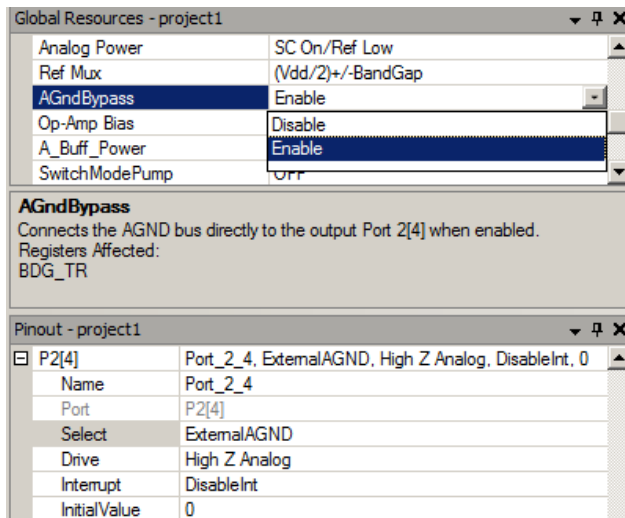 Global Resources - project1
Analog Power SC On/Ref Low
Ref Mux (Vdd/2)+/-BandGap
AGndBypass Enable
Op-Amp Bias Disable
A_Buff_Power Enable
SwitchModePump OFF
AGndBypass
Connects the AGND bus directly to the output Port 2[4] when enabled.
Registers Affected:
BDG_TR
Pinout - project1
P2[4] Port_2_4, ExternalAGND, High Z Analog, DisableInt, 0
Name Port_2_4
Port P2[4]
Select ExternalAGND
Drive High Z Analog
Interrupt DisableInt
InitialValue 0